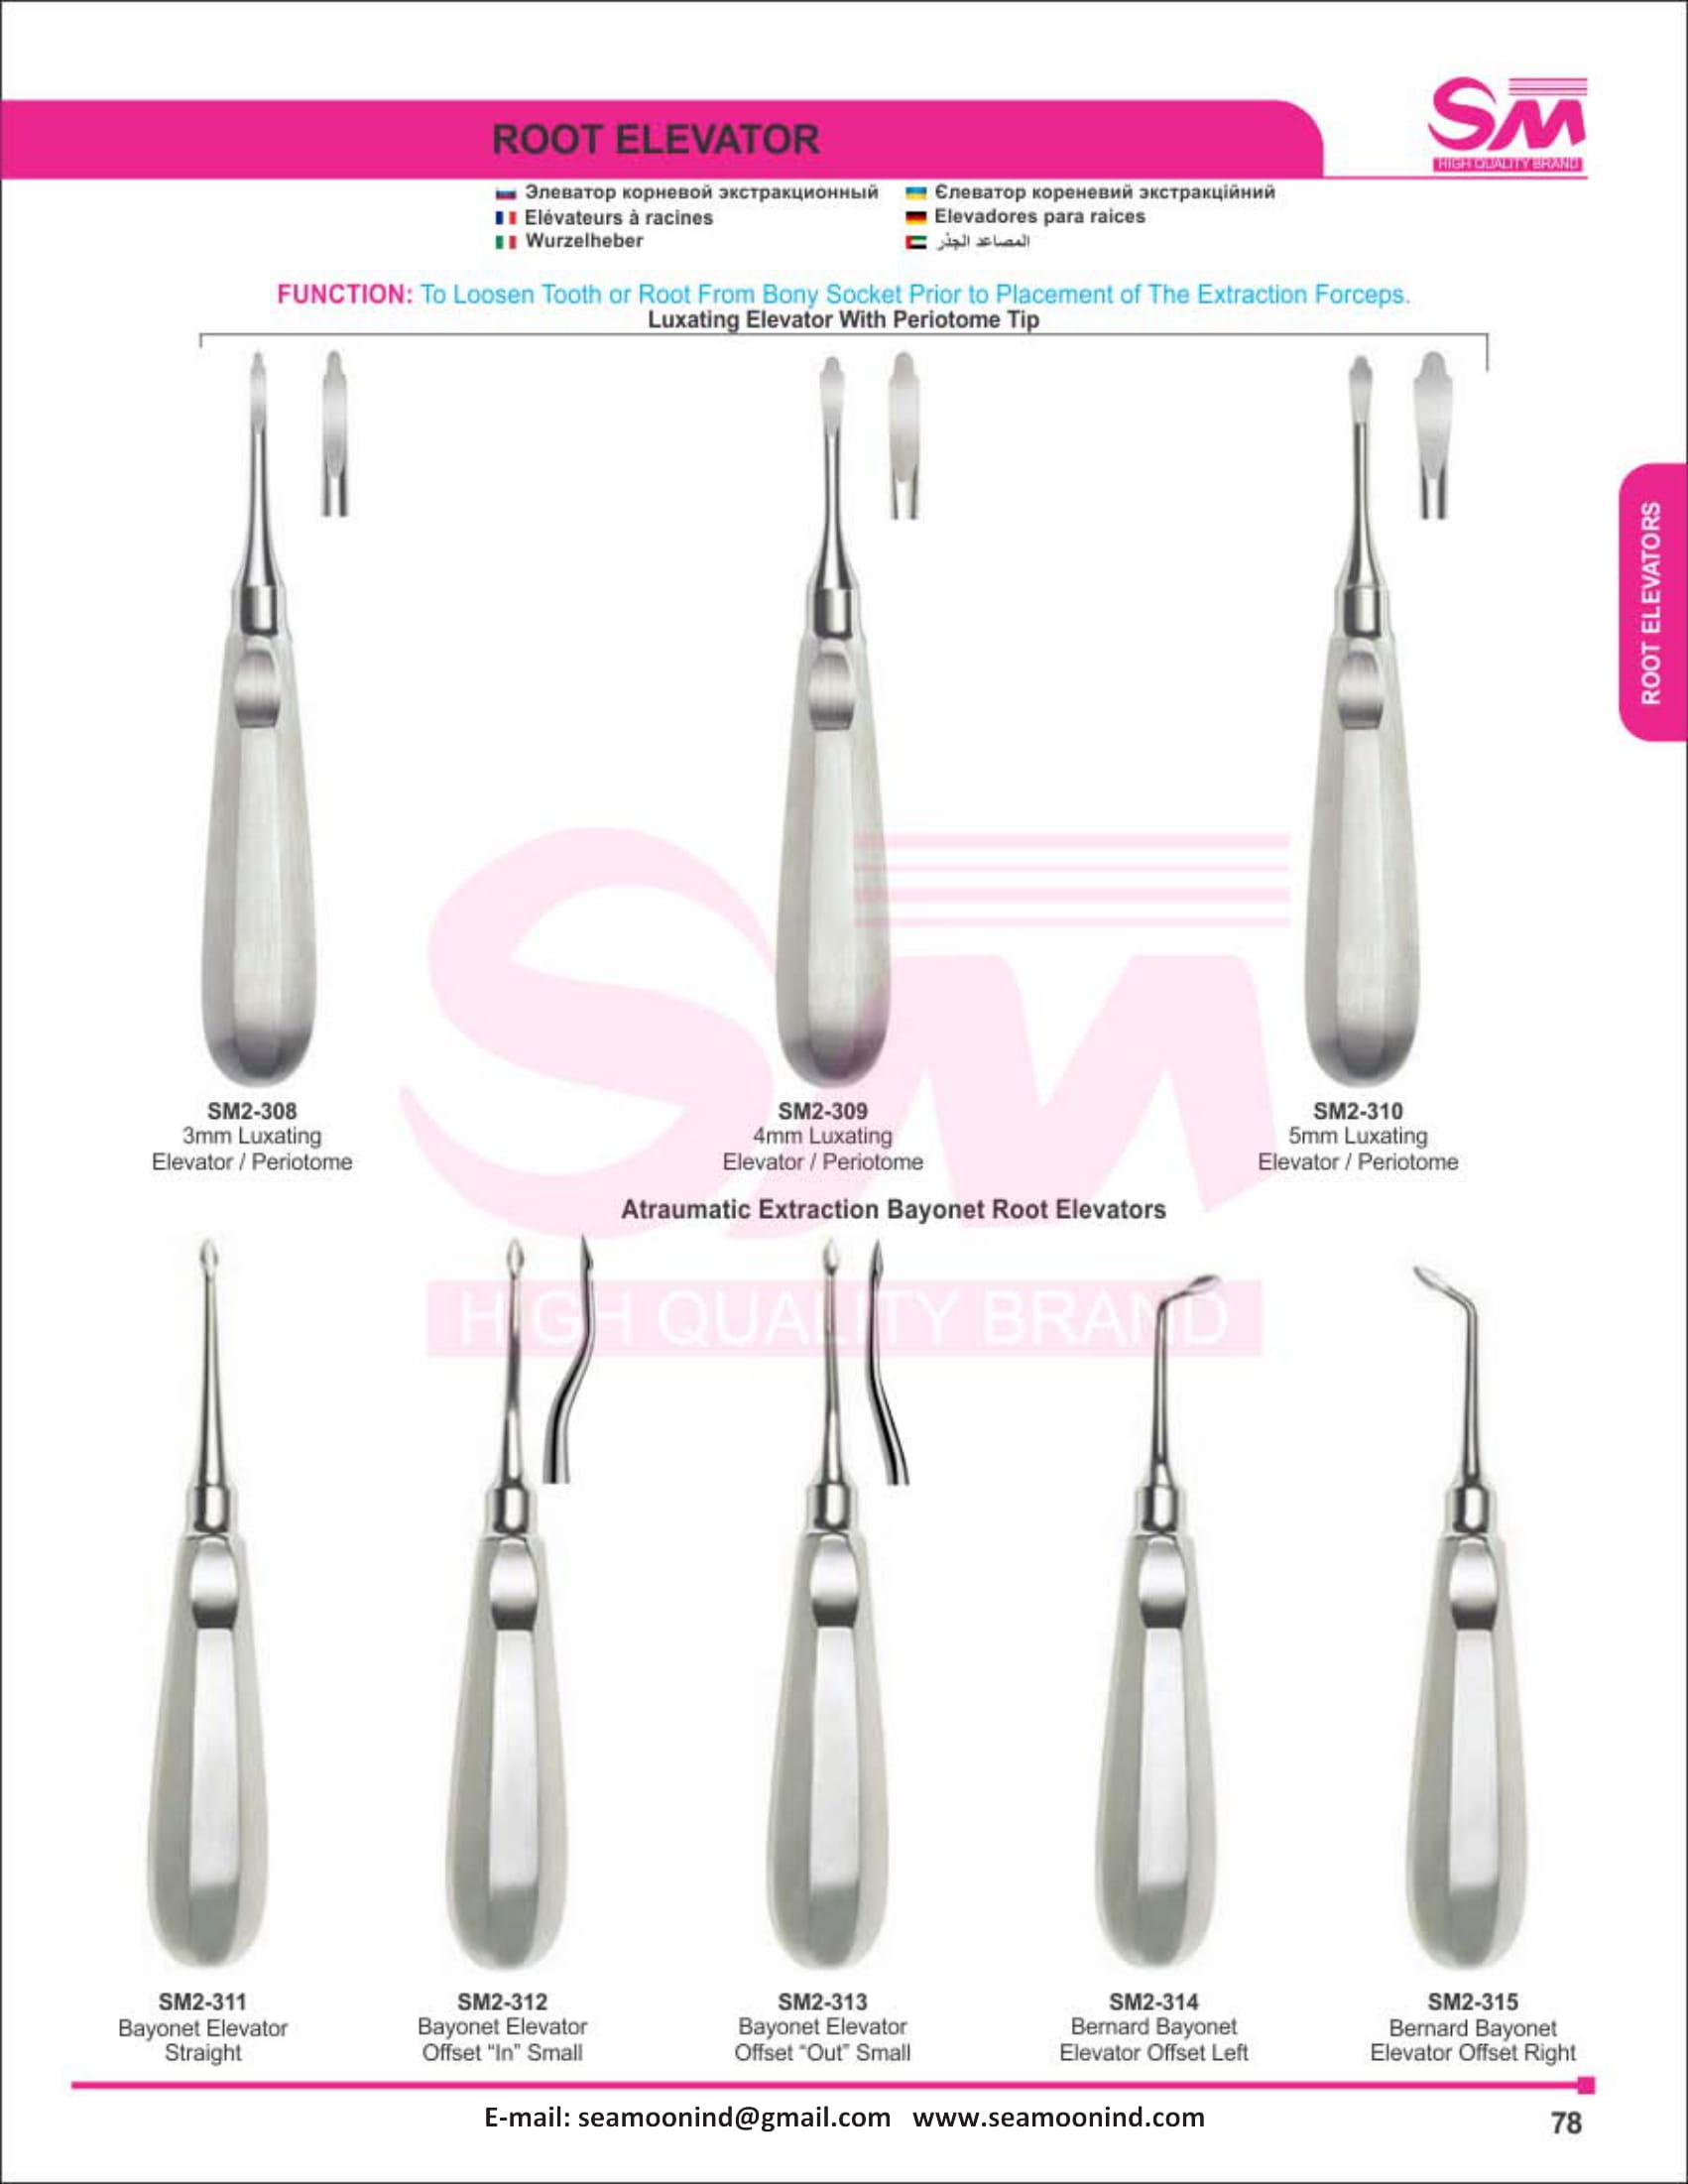 SM
HIGH QUALITY BRAND
ROOT ELEVATOR
Элеватор корневой экстракционный
Єлеватор кореневий экстракційний
Elévateurs à racines
Elevadores para raices
Wurzelheber
المصاعد الجذر
FUNCTION: To Loosen Tooth or Root From Bony Socket Prior to Placement of The Extraction Forceps.
Luxating Elevator With Periotome Tip
ROOT ELEVATORS
SM2-308
3mm Luxating
Elevator / Periotome
SM2-309
4mm Luxating
Elevator / Periotome
SM2-310
5mm Luxating
Elevator / Periotome
SM
Atraumatic Extraction Bayonet Root Elevators
HIGH QUALITY BRAND
SM2-311
Bayonet Elevator
Straight
SM2-312
Bayonet Elevator
Offset “In” Small
SM2-313
Bayonet Elevator
Offset “Out” Small
SM2-314
Bernard Bayonet
Elevator Offset Left
SM2-315
Bernard Bayonet
Elevator Offset Right
E-mail: seamoonind@gmail.com www.seamoonind.com
78